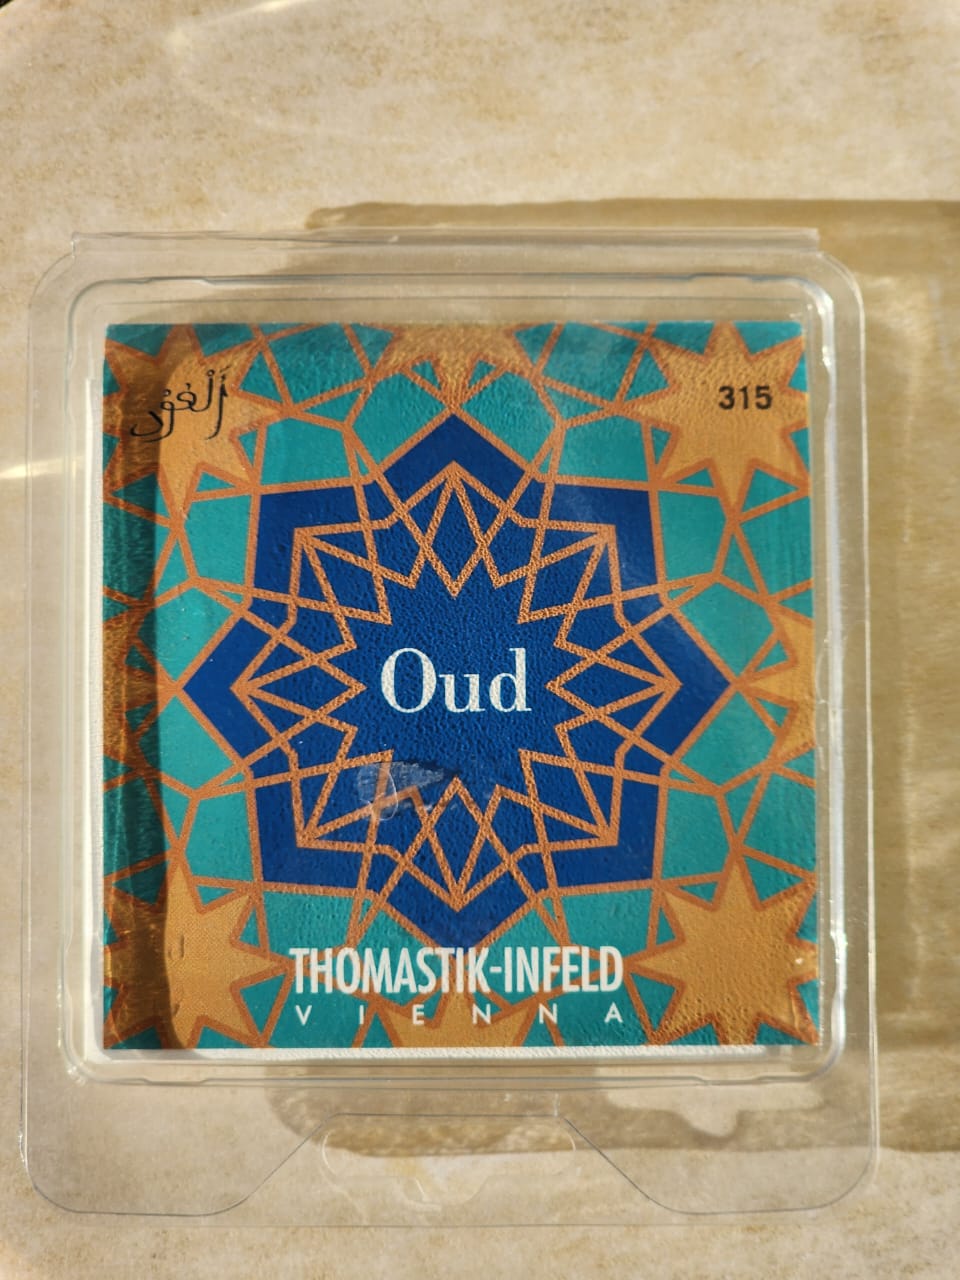 العود
315
Oud
THOMASTIK-INFELD
VIENNA